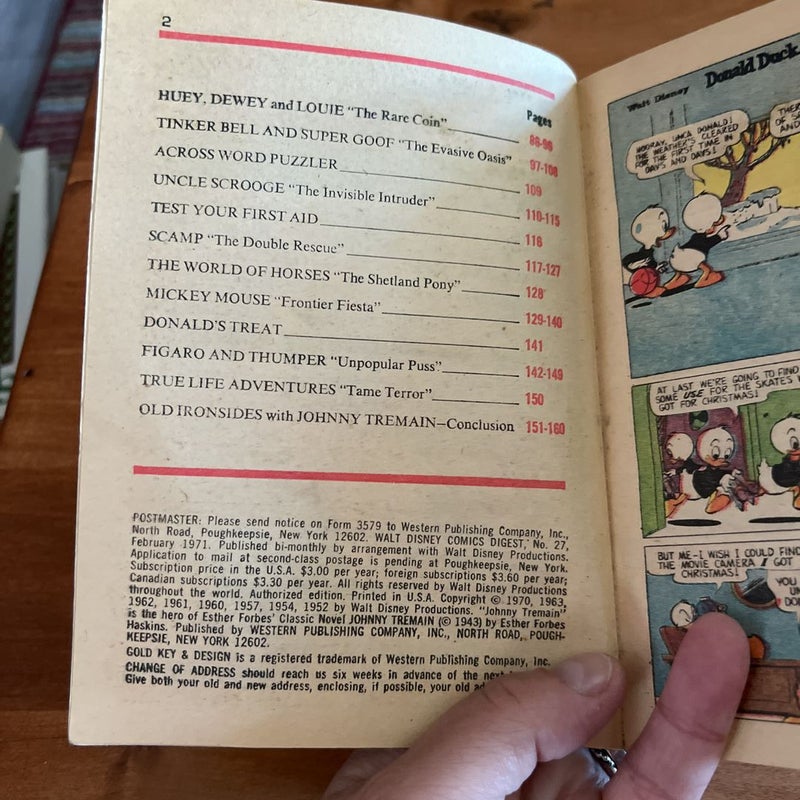 2
Pages
HUEY, DEWEY and LOUIE "The Rare Coin" 86-96
TINKER BELL AND SUPER GOOF "The Evasive Oasis" 97-108
ACROSS WORD PUZZLER 109
UNCLE SCROOGE "The Invisible Intruder" 110-115
TEST YOUR FIRST AID 116
SCAMP "The Double Rescue" 117-127
THE WORLD OF HORSES "The Shetland Pony" 128
MICKEY MOUSE "Frontier Fiesta" 129-140
DONALD'S TREAT 141
FIGARO AND THUMPER "Unpopular Puss" 142-149
TRUE LIFE ADVENTURES "Tame Terror" 150
OLD IRONSIDES with JOHNNY TREMAIN—Conclusion 151-160
POSTMASTER: Please send notice on Form 3579 to Western Publishing Company, Inc.,
North Road, Poughkeepsie, New York 12602. WALT DISNEY COMICS DIGEST, No. 27,
February 1971. Published bi-monthly by arrangement with Walt Disney Productions.
Application to mail at second-class postage is pending at Poughkeepsie, New York.
Subscription price in the U.S.A. $3.00 per year; foreign subscriptions $3.60 per year;
Canadian subscriptions $3.30 per year. All rights reserved by Walt Disney Productions
throughout the world. Authorized edition. Printed in U.S.A. Copyright © 1970, 1963,
1962, 1961, 1960, 1957, 1954, 1952 by Walt Disney Productions. "Johnny Tremain"
is the hero of Esther Forbes' Classic Novel JOHNNY TREMAIN (© 1943) by Esther Forbes
Haskins. Published by WESTERN PUBLISHING COMPANY, INC., NORTH ROAD, POUGH-
KEEPSIE, NEW YORK 12602.
GOLD KEY & DESIGN is a registered trademark of Western Publishing Company, Inc.
CHANGE OF ADDRESS should reach us six weeks in advance of the next
Give both your old and new address, enclosing, if possible, your old
Walt Disney Donald Duck
HOORAY, UNCA DONALD!
THE WEATHER'S CLEARED
FOR THE FIRST TIME IN
DAYS AND DAYS!
OF
AND
AT LAST WE'RE GOING TO FIND
SOME USE FOR THE SKATES
GOT FOR CHRISTMAS!
BUT ME-I WISH I COULD FIND
THE MOVIE CAMERA I GOT
CHRISTMAS!
YOU